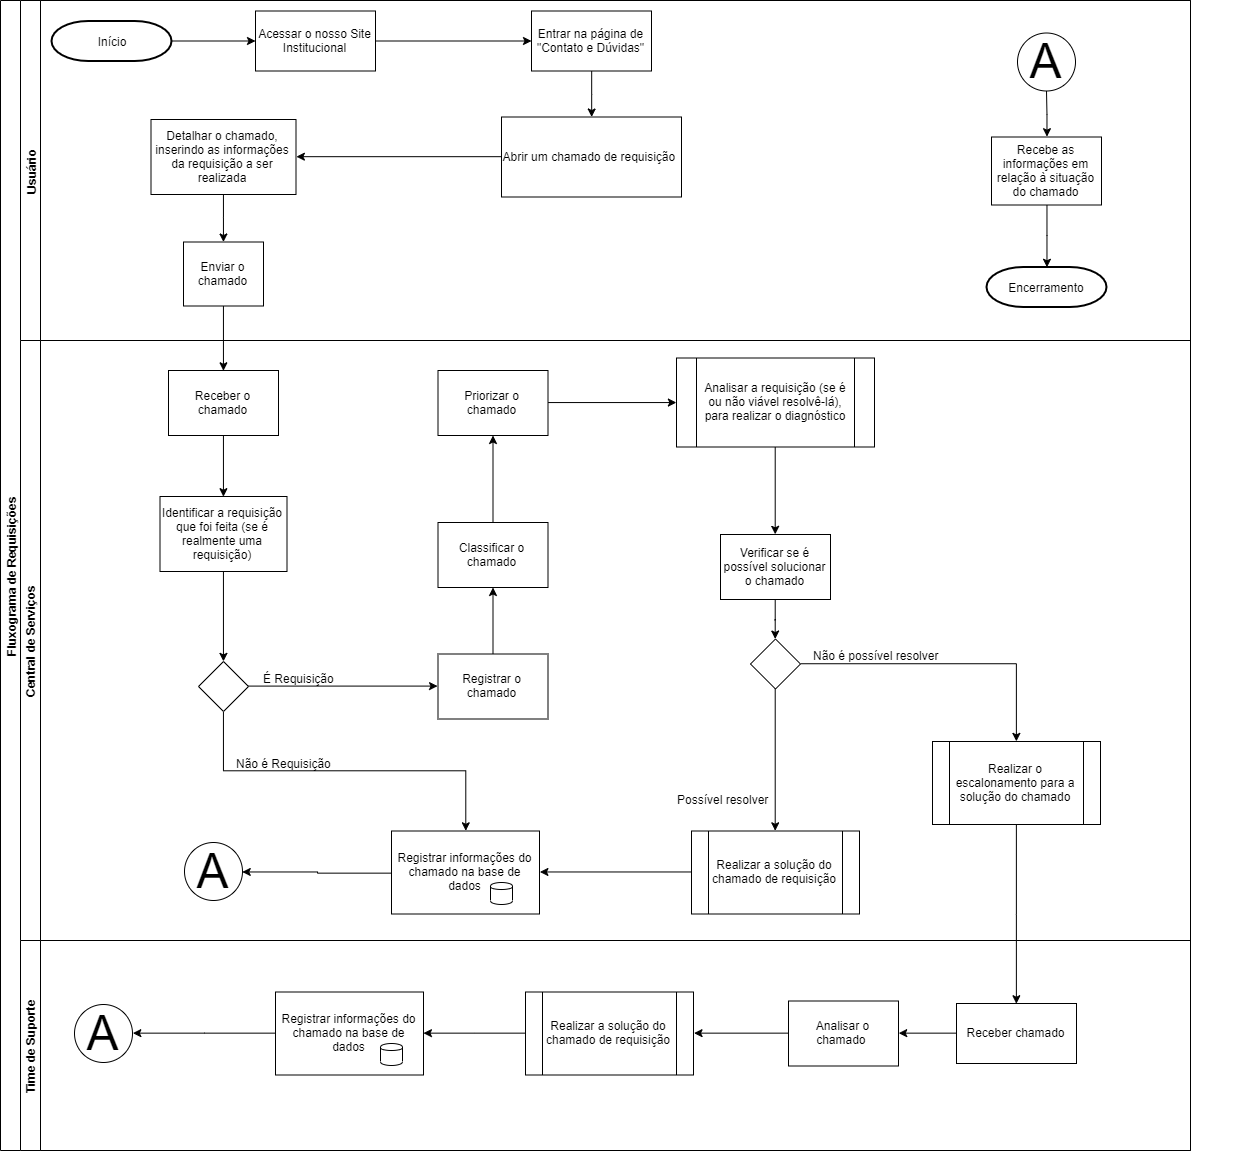 Fluxograma de Requisições
Usuário
Início
Acessar o nosso Site
Institucional
Entrar na página de
"Contato e Dúvidas"
A
Detalhar o chamado,
inserindo as informações
da requisição a ser
realizada
Abrir um chamado de requisição
Recebe as
informações em
relação á situação
do chamado
Enviar o
chamado
Encerramento
Central de Serviços
Receber o
chamado
Priorizar o
chamado
Analisar a requisição (se é
ou não viável resolvê-lá),
para realizar o diagnóstico
Identificar a requisição
que foi feita (se é
realmente uma
requisição)
Classificar o
chamado
Verificar se é
possível solucionar
o chamado
É Requisição
Registrar o
chamado
Não é possível resolver
Não é Requisição
Possível resolver
Realizar o
escalonamento para a
solução do chamado
A
Registrar informações do
chamado na base de
dados
Realizar a solução do
chamado de requisição
Time de Suporte
A
Registrar informações do
chamado na base de
dados
Realizar a solução do
chamado de requisição
Analisar o
chamado
Receber chamado